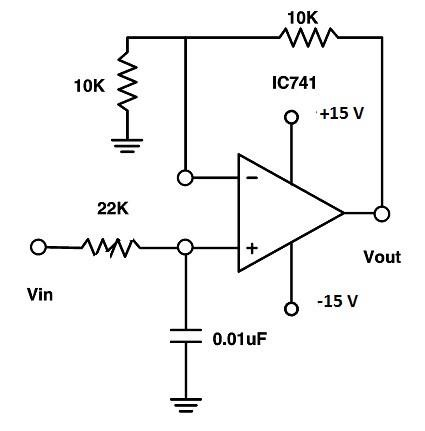 10K
10K
IC741
+15 V
−
22K
+
Vout
Vin
-15 V
0.01uF